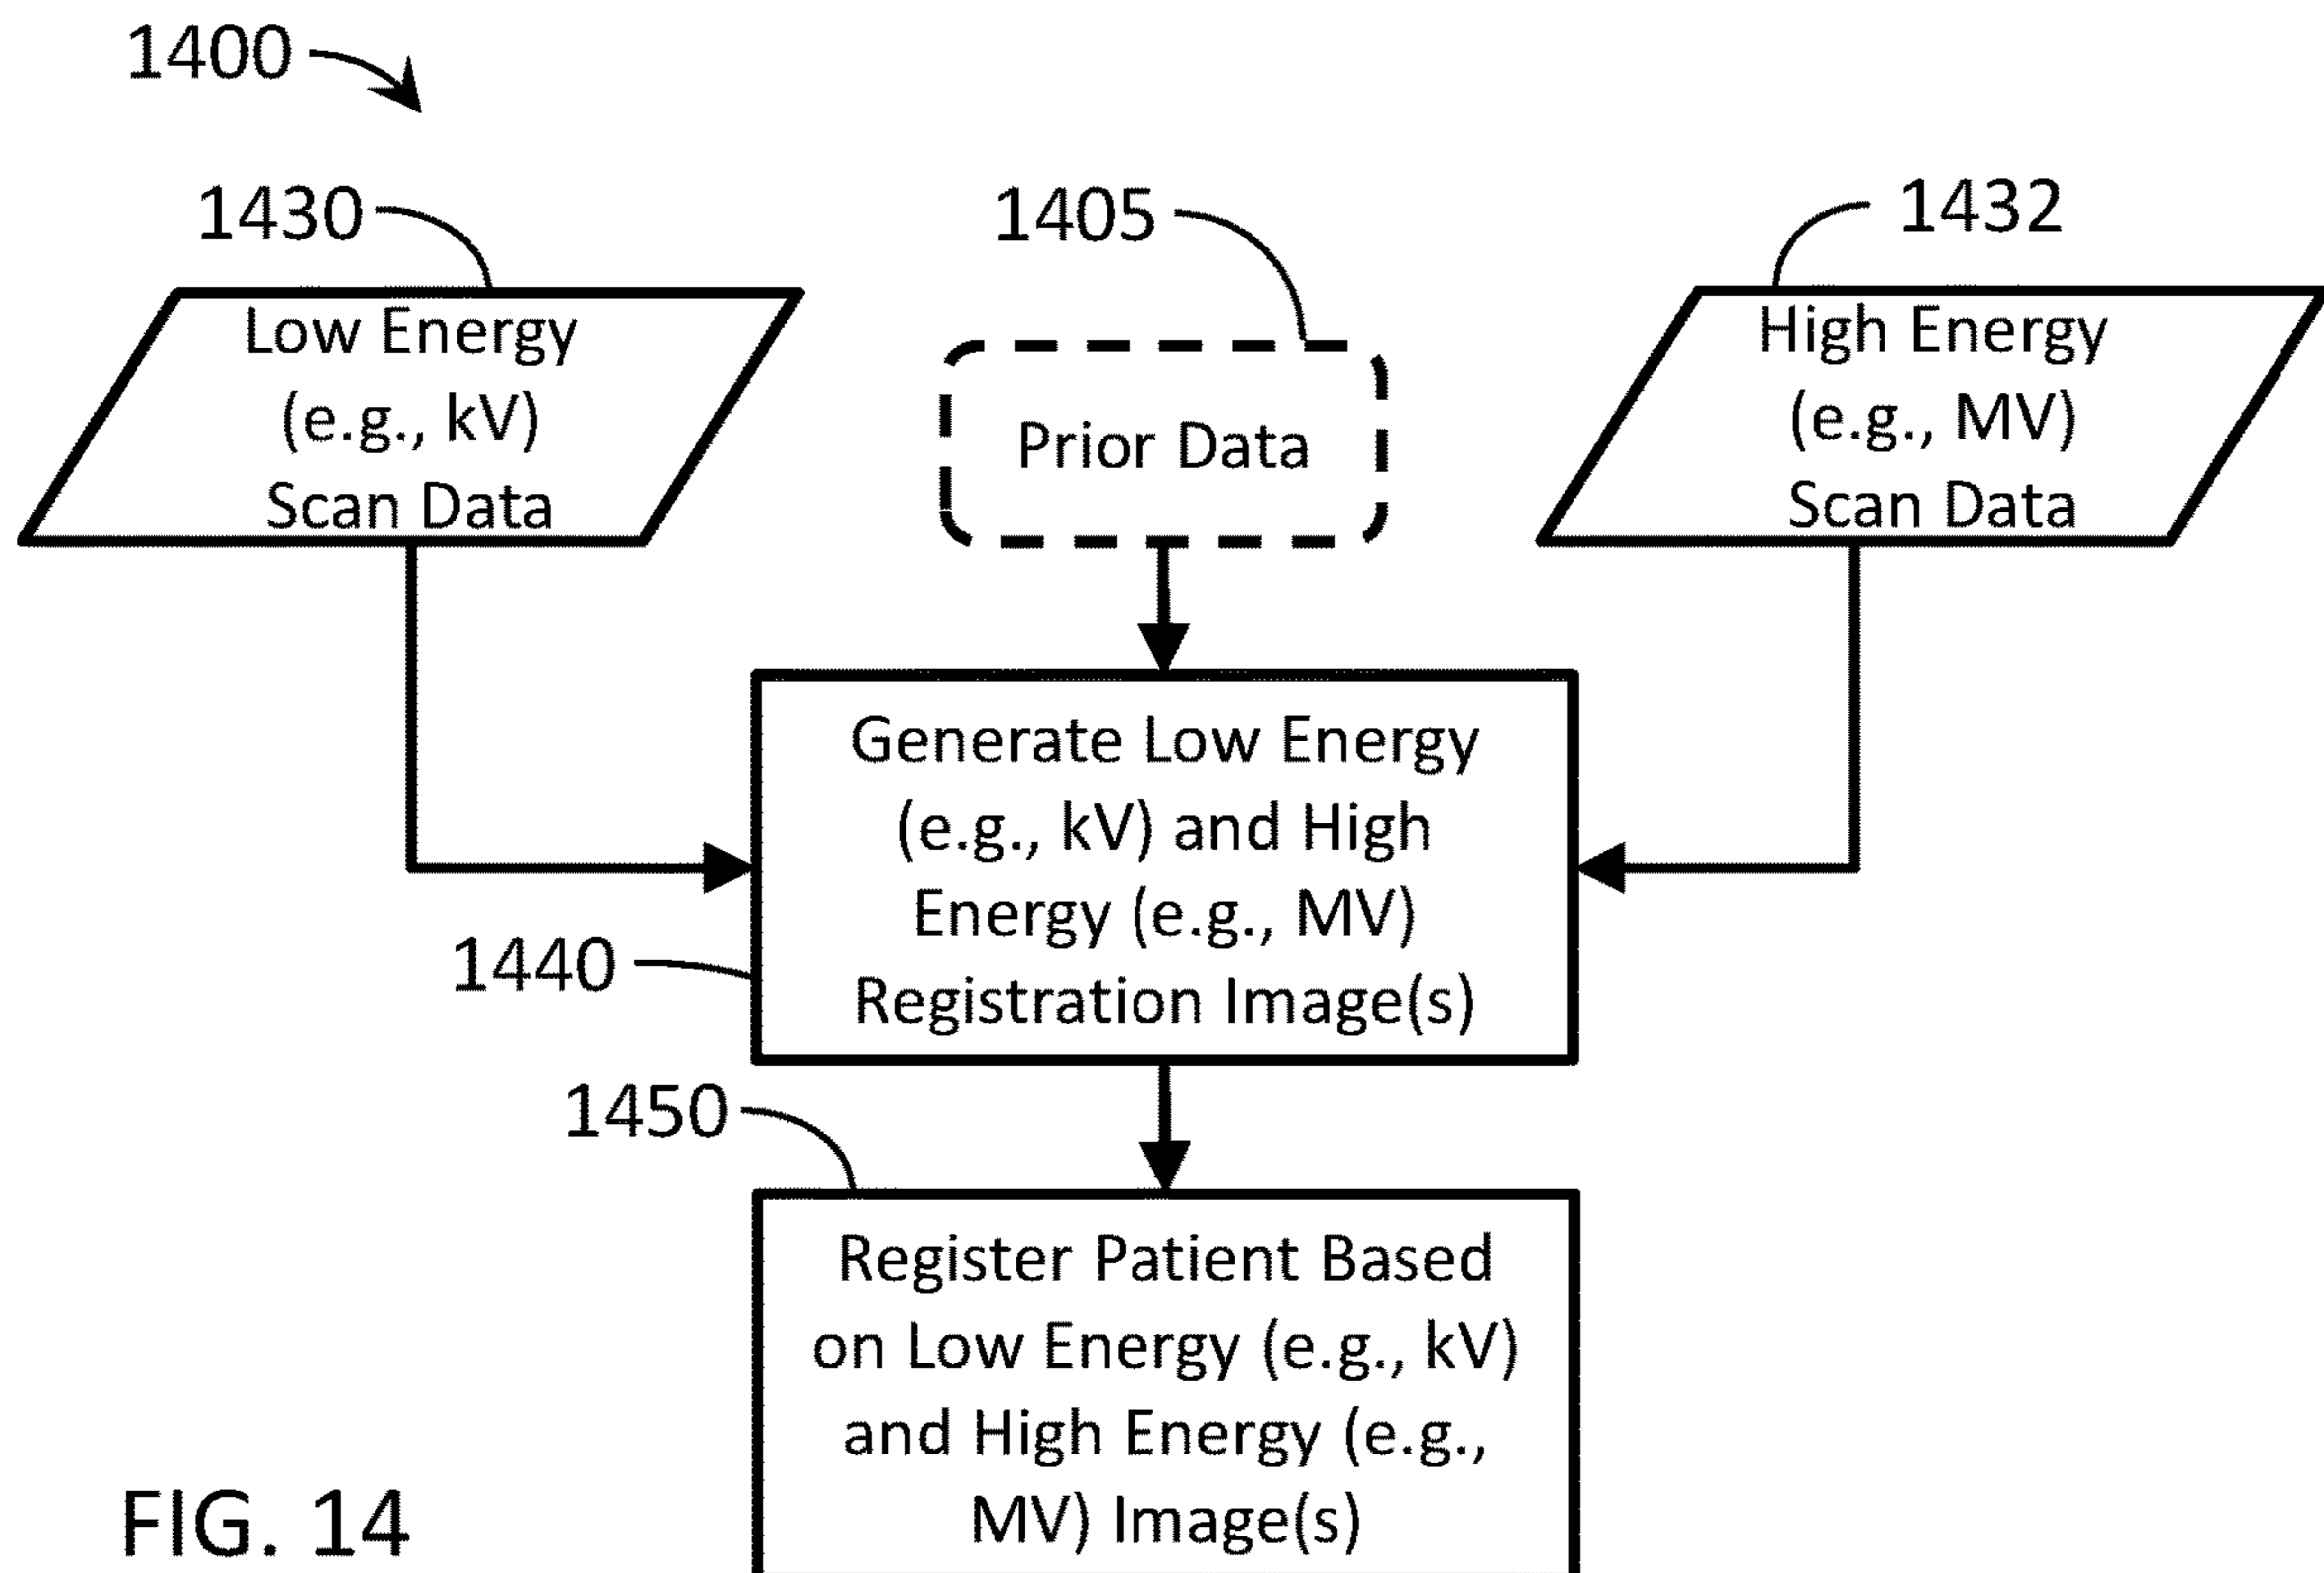 1400
1430
1405
1432
Low Energy
(e.g., kV)
Scan Data
Prior Data
High Energy
(e.g., MV)
Scan Data
Generate Low Energy
(e.g., kV) and High
Energy (e.g., MV)
Registration Image(s)
1440
1450
Register Patient Based
on Low Energy (e.g., kV)
and High Energy (e.g.,
MV) Image(s)
FIG. 14